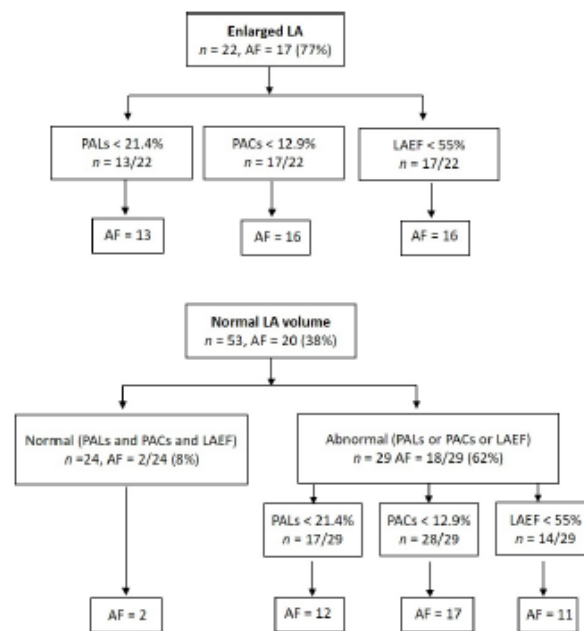 Enlarged LA
n = 22, AF = 17 (77%)
PALs < 21.4%
n = 13/22
PACs < 12.9%
n = 17/22
LAEF < 55%
n = 17/22
AF = 13
AF = 16
AF = 16
Normal LA volume
n = 53, AF = 20 (38%)
Normal (PALs and PACs and LAEF)
n =24, AF = 2/24 (8%)
Abnormal (PALs or PACs or LAEF)
n = 29 AF = 18/29 (62%)
PALs < 21.4%
n = 17/29
PACs < 12.9%
n = 28/29
LAEF < 55%
n = 14/29
AF = 2
AF = 12
AF = 17
AF = 11